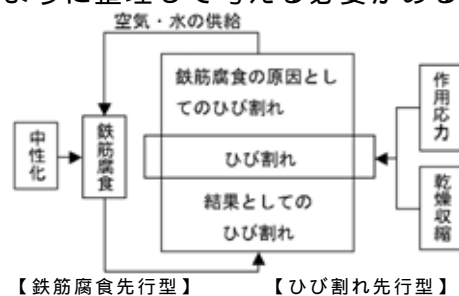 ように整理して考える必要がある
空気・水の供給
鉄筋腐食の原因とし
てのひび割れ
作用応力
中性化
鉄筋腐食
ひび割れ
結果としての
ひび割れ
乾燥収縮
【鉄筋腐食先行型】
【ひび割れ先行型】